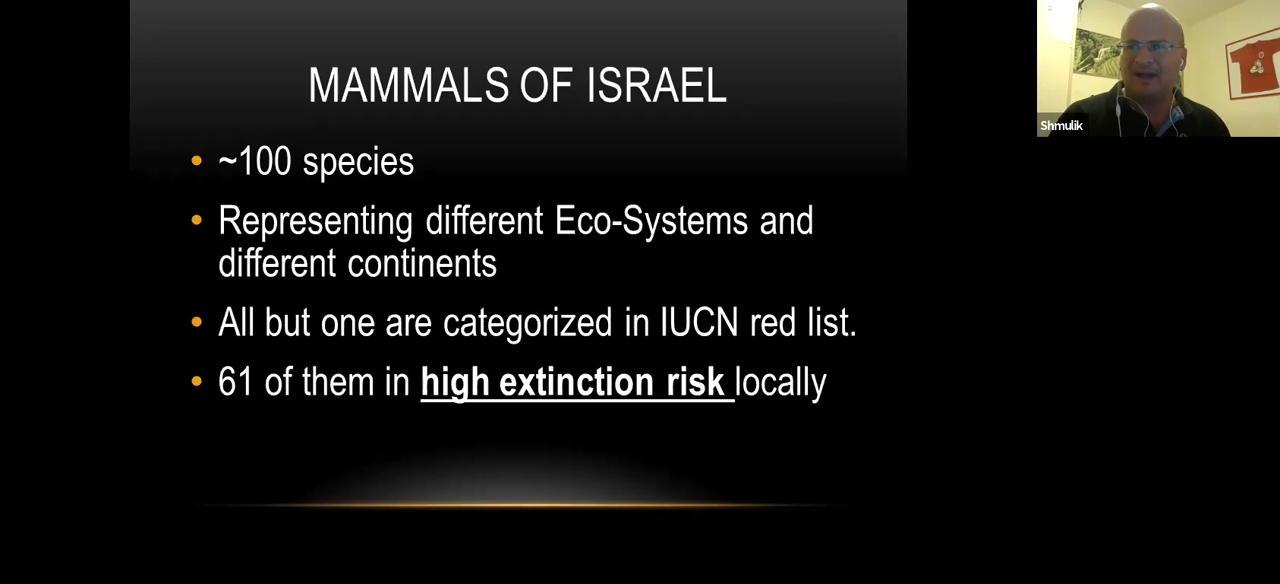 MAMMALS OF ISRAEL
• ~100 species
• Representing different Eco-Systems and
different continents
• All but one are categorized in IUCN red list.
• 61 of them in high extinction risk locally
Shmulik